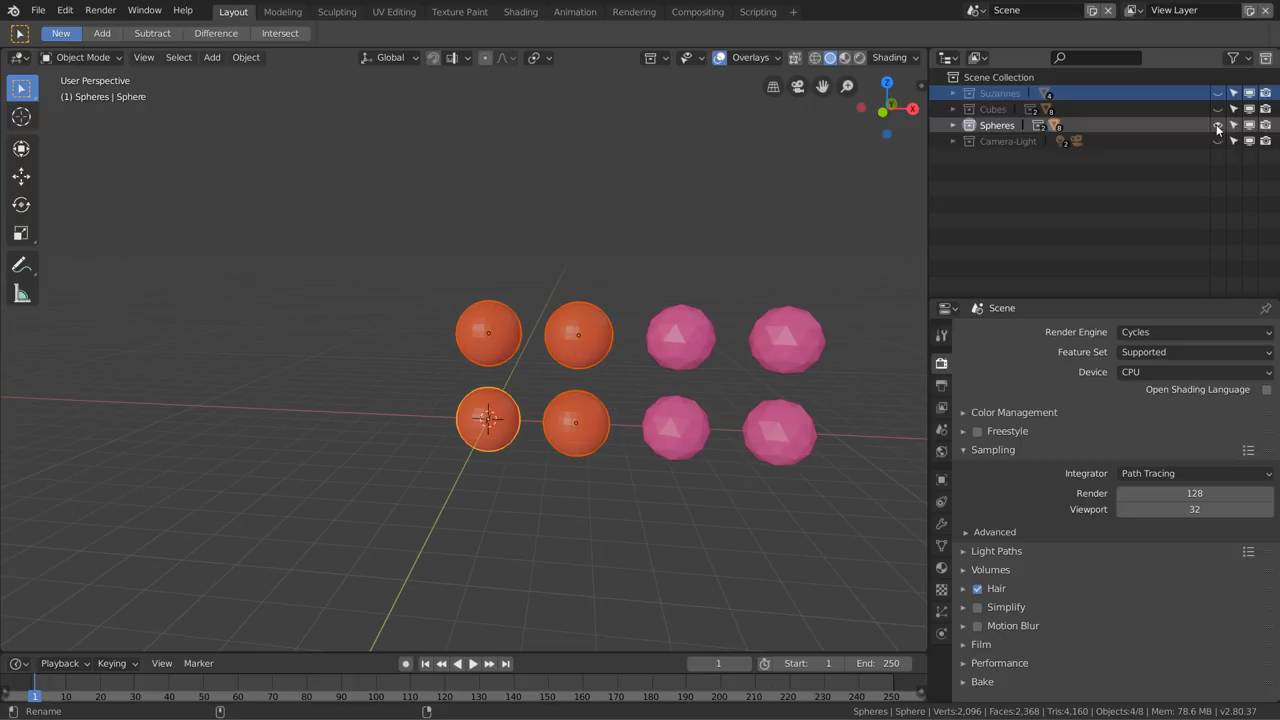 File Edit Render Window Help Layout Modeling Sculpting UV Editing Texture Paint Shading Animation Rendering Compositing Scripting + Scene View Layer
New Add Subtract Difference Intersect
Object Mode View Select Add Object Global Overlays Shading
User Perspective
(1) Spheres | Sphere
Z
Y
X
Scene Collection
Suzannes 4
Cubes 2 8
Spheres 2 8
Camera-Light 2
Scene
Render Engine Cycles
Feature Set Supported
Device CPU
Open Shading Language
Color Management
Freestyle
Sampling
Integrator Path Tracing
Render 128
Viewport 32
Advanced
Light Paths
Volumes
Hair
Simplify
Motion Blur
Film
Performance
Bake
Playback Keying View Marker 1 Start: 1 End: 250
1 10 20 30 40 50 60 70 80 90 100 110 120 130 140 150 160 170 180 190 200 210 220 230 240 250
Rename Spheres | Sphere | Verts:2,096 | Faces:2,368 | Tris:4,160 | Objects:4/8 | Mem: 78.6 MB | v2.80.37